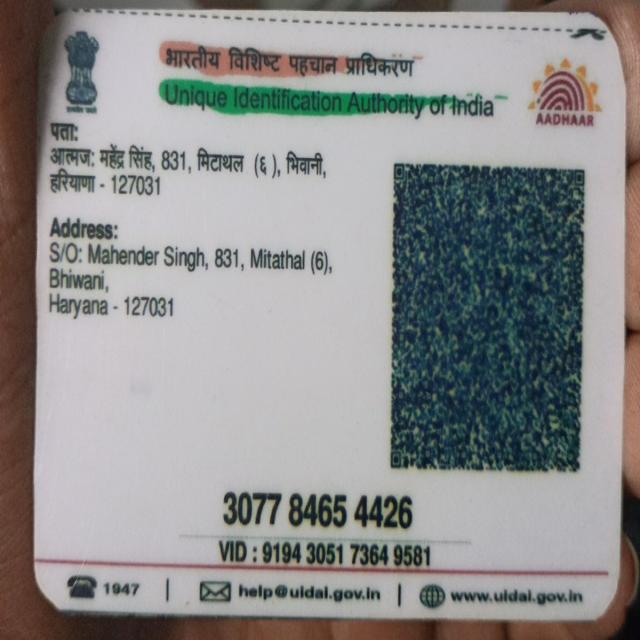 भारतीय विशिष्ट पहचान प्राधिकरण
Unique Identification Authority of India
AADHAAR
पता:
आत्मज: महेंद्र सिंह, 831, मिटाथल (६), भिवानी,
हरियाणा - 127031
Address:
S/O: Mahender Singh, 831, Mitathal (6),
Bhiwani,
Haryana - 127031
3077 8465 4426
VID : 9194 3051 7364 9581
1947 | help@uidai.gov.in | www.uidai.gov.in